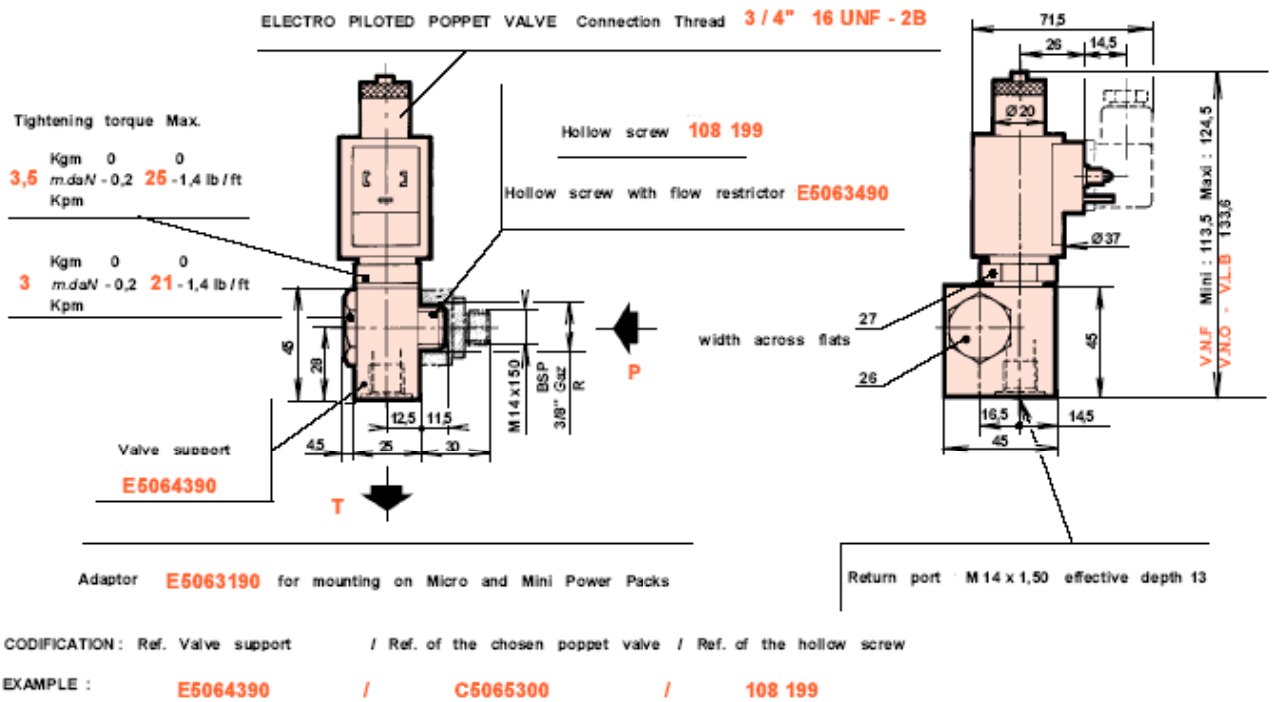 ELECTRO PILOTED POPPET VALVE Connection Thread 3 / 4" 16 UNF - 2B
Tightening torque Max.
Kgm 0 0
3,5 m.daN - 0,2 25 -1,4 lb / ft
Kpm
Kgm 0 0
3 m.daN - 0,2 21 - 1,4 lb / ft
Kpm
Hollow screw 108 199
Hollow screw with flow restrictor E5063490
45
28
12,5 11,5
4,5 25 30
M 14 x 150
BSP
3/8" Gaz
R
P
T
Valve support
E5064390
71,5
26 14,5
Ø 20
Ø 37
V.N.F Mini : 113,5 Maxi : 124,5
V.N.O - V.L.B 133,6
27
width across flats
26
45
16,5 14,5
45
Adaptor E5063190 for mounting on Micro and Mini Power Packs
Return port M 14 x 1,50 effective depth 13
CODIFICATION : Ref. Valve support / Ref. of the chosen poppet valve / Ref. of the hollow screw
EXAMPLE : E5064390 / C5065300 / 108 199